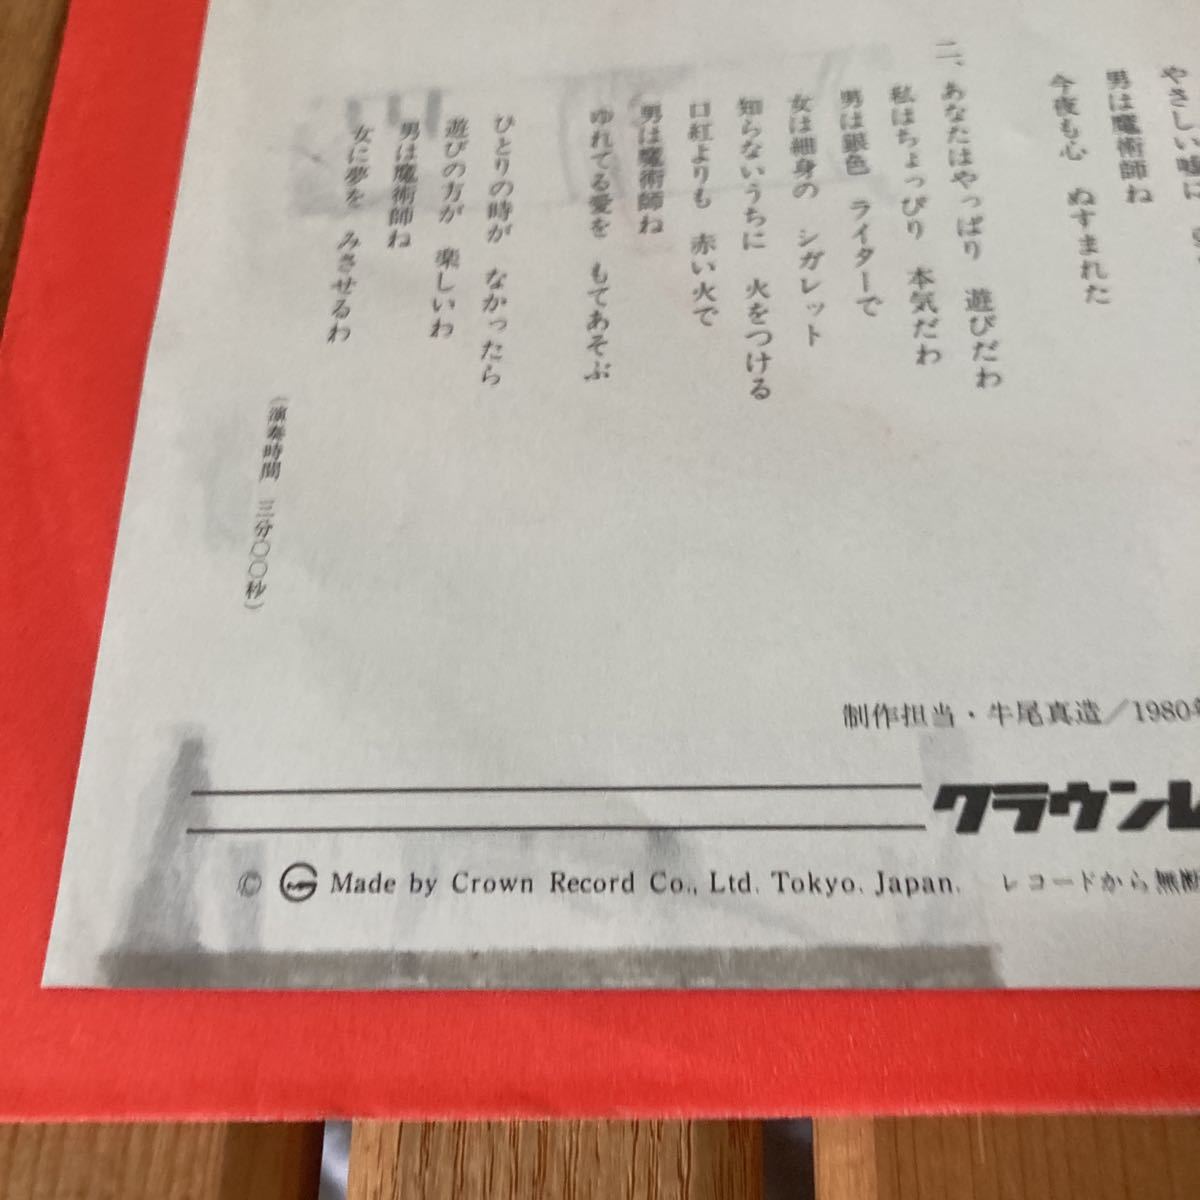 やさしい嘘に
男は魔術師ね
今夜も心 ぬすまれた
二、あなたはやっぱり 遊びだわ
私はちょっぴり 本気だわ
男は銀色 ライターで
女は細身の シガレット
知らないうちに 火をつける
口紅よりも 赤い火で
男は魔術師ね
ゆれてる愛を もてあそぶ
ひとりの時が なかったら
遊びの方が 楽しいわ
男は魔術師ね
女に夢を みさせるわ
(演奏時間 三分〇〇秒)
制作担当・牛尾真造/1980年
クラウンレ
© Made by Crown Record Co., Ltd. Tokyo. Japan. レコードから無断